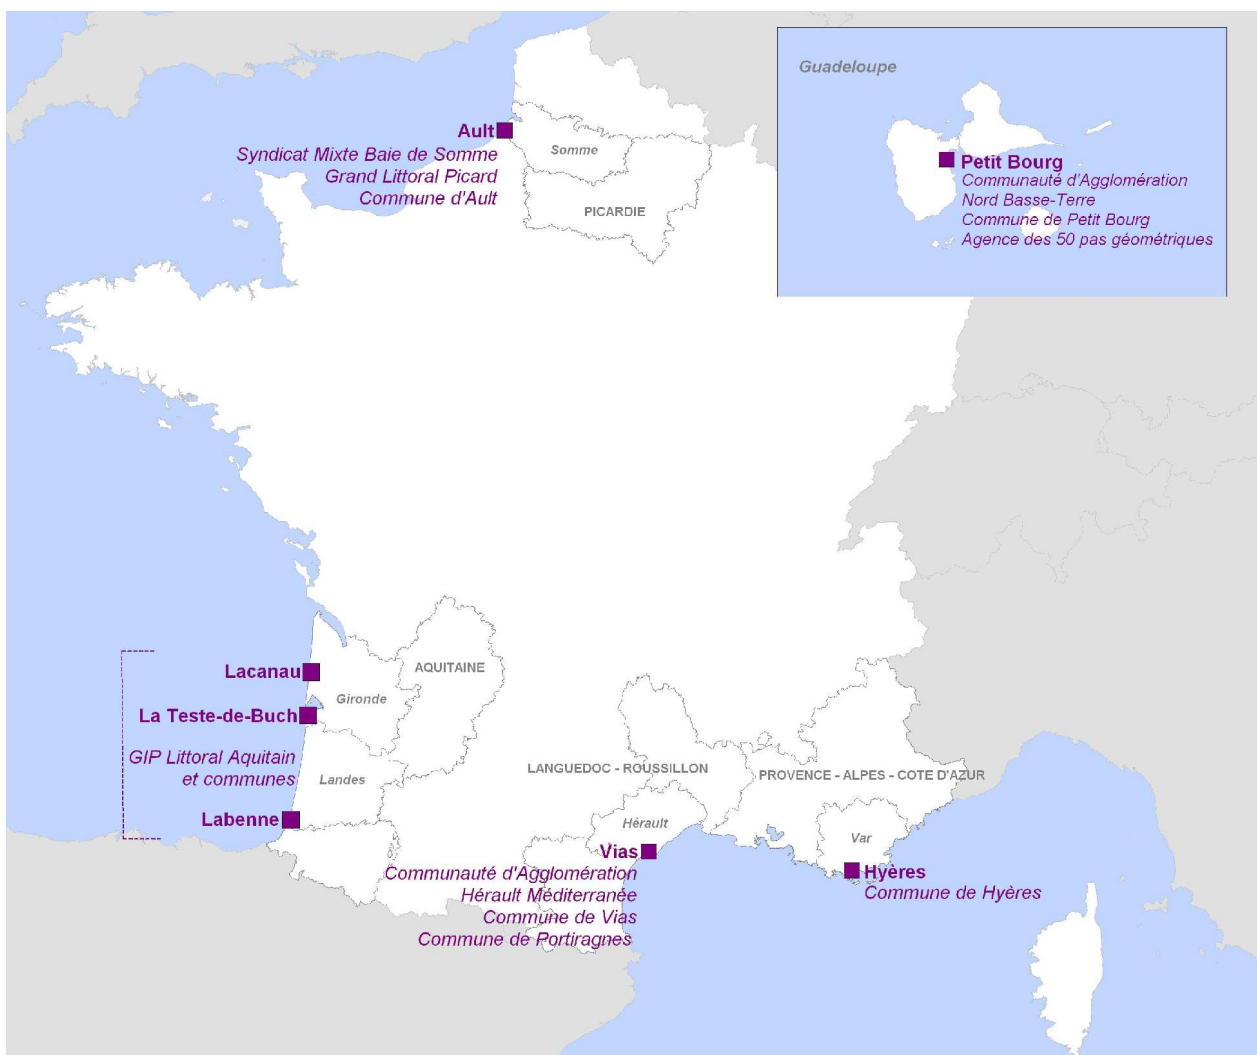 Guadeloupe
Ault
Syndicat Mixte Baie de Somme
Grand Littoral Picard
Commune d'Ault
Somme
PICARDIE
Petit Bourg
Communauté d'Agglomération
Nord Basse-Terre
Commune de Petit Bourg
Agence des 50 pas géométriques
Lacanau
AQUITAINE
Gironde
La Teste-de-Buch
GIP Littoral Aquitain
et communes
Landes
Labenne
LANGUEDOC - ROUSSILLON
PROVENCE - ALPES - COTE D'AZUR
Hérault
Var
Vias
Communauté d'Agglomération
Hérault Méditerranée
Commune de Vias
Commune de Portiragnes
Hyères
Commune de Hyères